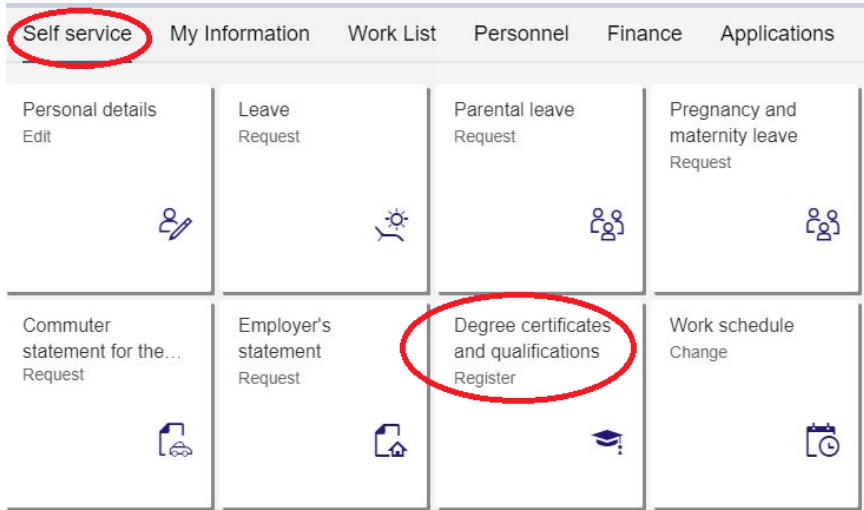 Self service My Information Work List Personnel Finance Applications
Personal details
Edit
Leave
Request
Parental leave
Request
Pregnancy and
maternity leave
Request
Commuter
statement for the...
Request
Employer's
statement
Request
Degree certificates
and qualifications
Register
Work schedule
Change